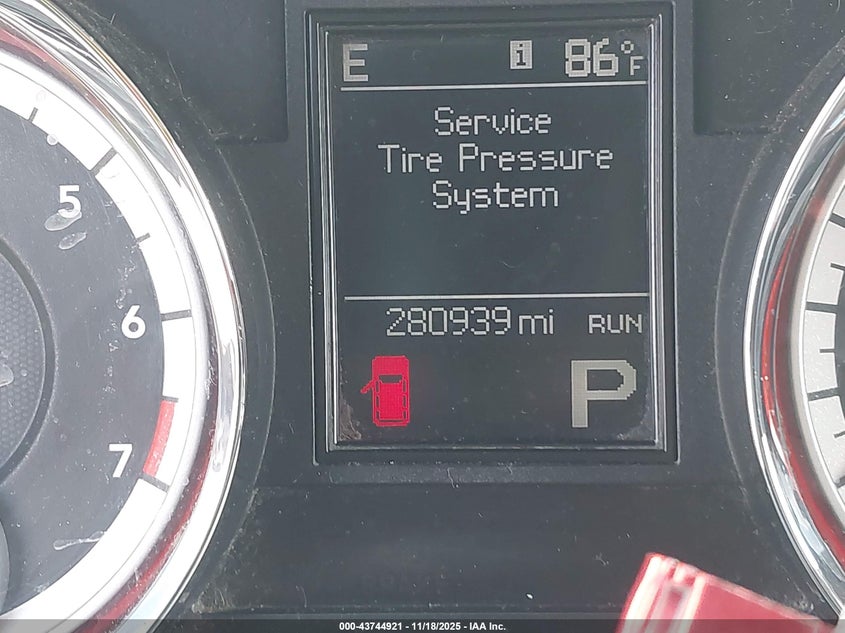 E i 86°F
Service
Tire Pressure
System
280939 mi RUN
P
5
6
7
000-43744921 - 11/18/2025 - IAA Inc.